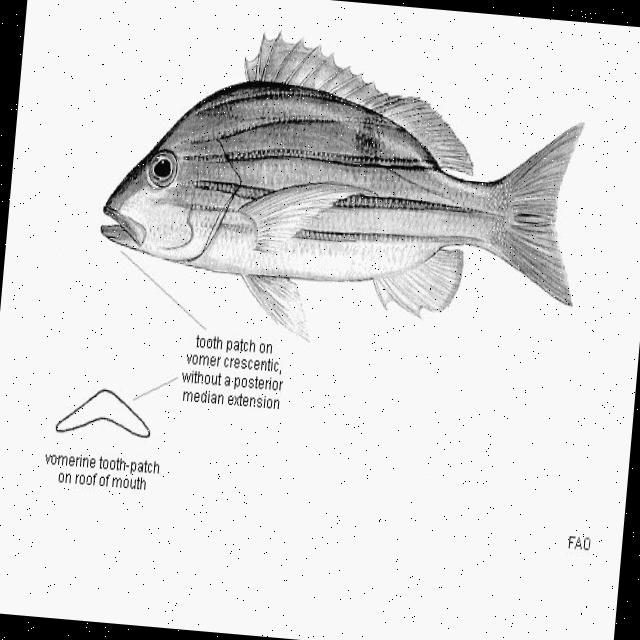 tooth patch on
vomer crescentic,
without a posterior
median extension
vomerine tooth-patch
on roof of mouth
FAO